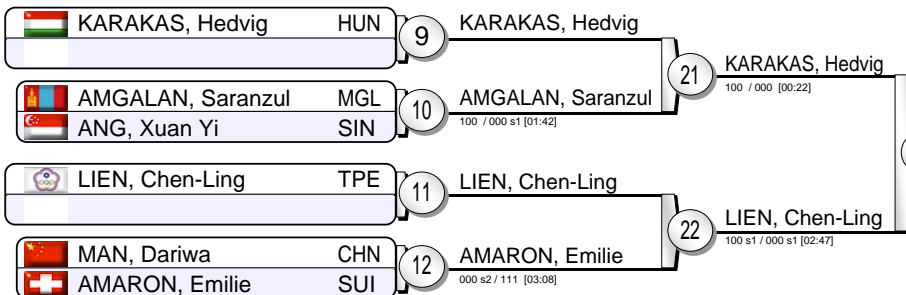 KARAKAS, Hedvig HUN
9
KARAKAS, Hedvig
AMGALAN, Saranzul MGL
ANG, Xuan Yi SIN
10
AMGALAN, Saranzul
100 / 000 s1 [01:42]
21
KARAKAS, Hedvig
100 / 000 [00:22]
LIEN, Chen-Ling TPE
11
LIEN, Chen-Ling
MAN, Dariwa CHN
AMARON, Emilie SUI
12
AMARON, Emilie
000 s2 / 111 [03:08]
22
LIEN, Chen-Ling
100 s1 / 000 s1 [02:47]